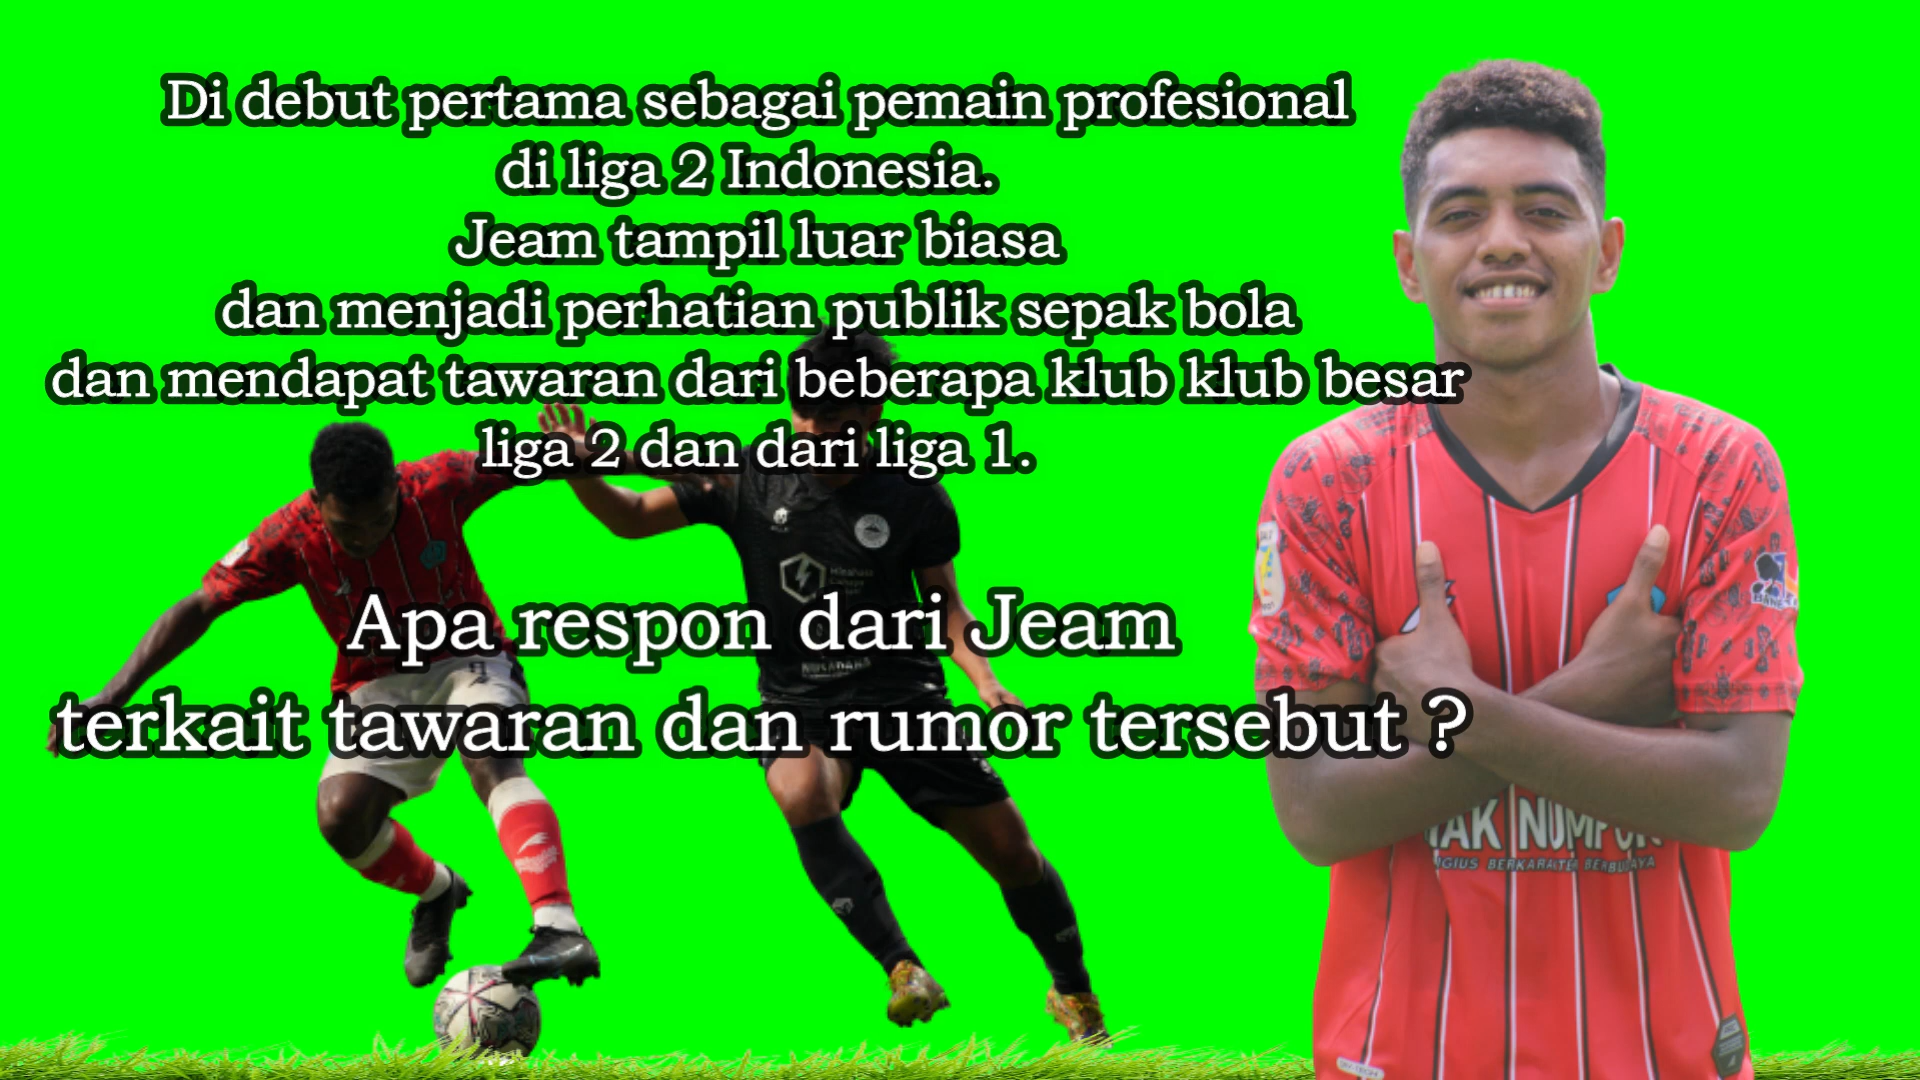 Di debut pertama sebagai pemain profesional
di liga 2 Indonesia.
Jeam tampil luar biasa
dan menjadi perhatian publik sepak bola
dan mendapat tawaran dari beberapa klub klub besar
liga 2 dan dari liga 1.
Apa respon dari Jeam
terkait tawaran dan rumor tersebut ?
BERKARAKTER BERBUDAYA